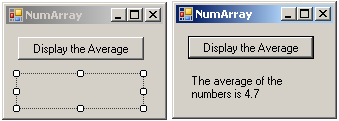 NumArray
Display the Average
NumArray
Display the Average
The average of the
numbers is 4.7